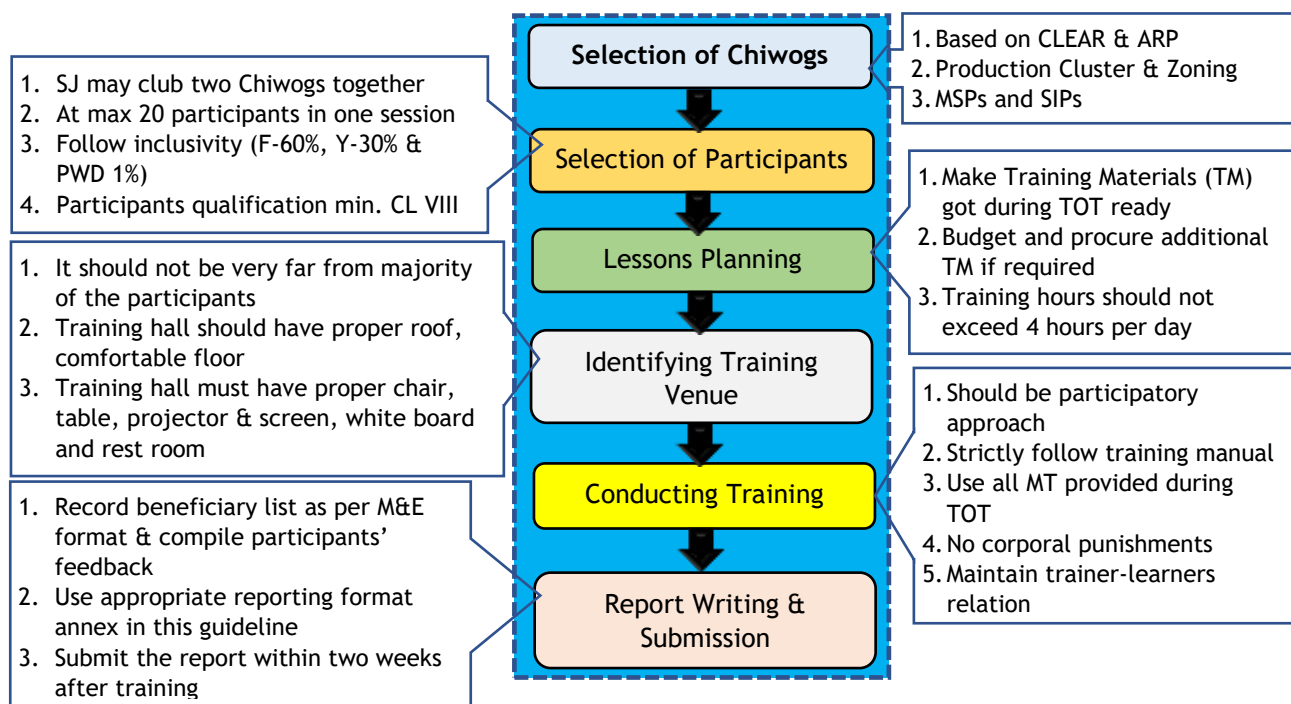 Selection of Chiwogs
1. Based on CLEAR & ARP
2. Production Cluster & Zoning
3. MSPs and SIPs
1. SJ may club two Chiwogs together
2. At max 20 participants in one session
3. Follow inclusivity (F-60%, Y-30% &
PWD 1%)
4. Participants qualification min. CL VIII
Selection of Participants
Lessons Planning
1. Make Training Materials (TM)
got during TOT ready
2. Budget and procure additional
TM if required
3. Training hours should not
exceed 4 hours per day
1. It should not be very far from majority
of the participants
2. Training hall should have proper roof,
comfortable floor
3. Training hall must have proper chair,
table, projector & screen, white board
and rest room
Identifying Training
Venue
Conducting Training
1. Should be participatory
approach
2. Strictly follow training manual
3. Use all MT provided during
TOT
4. No corporal punishments
5. Maintain trainer-learners
relation
1. Record beneficiary list as per M&E
format & compile participants’
feedback
2. Use appropriate reporting format
annex in this guideline
3. Submit the report within two weeks
after training
Report Writing &
Submission